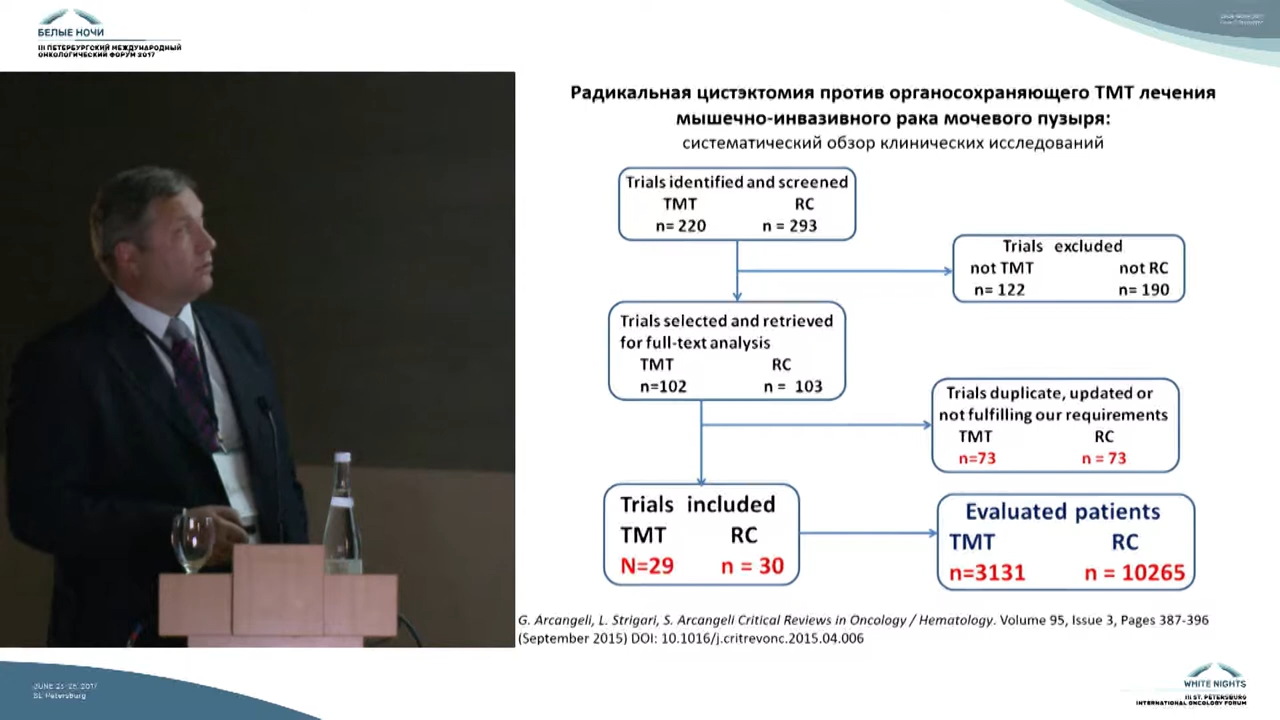 БЕЛЫЕ НОЧИ
III ПЕТЕРБУРГСКИЙ МЕЖДУНАРОДНЫЙ
ОНКОЛОГИЧЕСКИЙ ФОРУМ 2017
Радикальная цистэктомия против органосохраняющего ТМТ лечения
мышечно-инвазивного рака мочевого пузыря:
систематический обзор клинических исследований
Trials identified and screened
TMT RC
n= 220 n = 293
Trials excluded
not TMT not RC
n= 122 n= 190
Trials selected and retrieved
for full-text analysis
TMT RC
n=102 n = 103
Trials duplicate, updated or
not fulfilling our requirements
TMT RC
n=73 n = 73
Trials included
TMT RC
N=29 n = 30
Evaluated patients
TMT RC
n=3131 n = 10265
G. Arcangeli, L. Strigari, S. Arcangeli Critical Reviews in Oncology / Hematology. Volume 95, Issue 3, Pages 387-396
(September 2015) DOI: 10.1016/j.critrevonc.2015.04.006
JUNE 23-26, 2017
St. Petersburg
WHITE NIGHTS
III ST. PETERSBURG
INTERNATIONAL ONCOLOGY FORUM